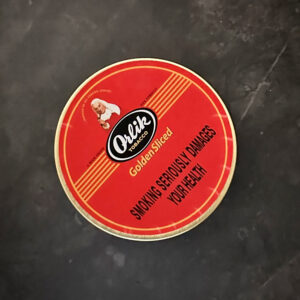 Orlik
TOBACCO
Golden Sliced
SMOKING SERIOUSLY DAMAGES
YOUR HEALTH